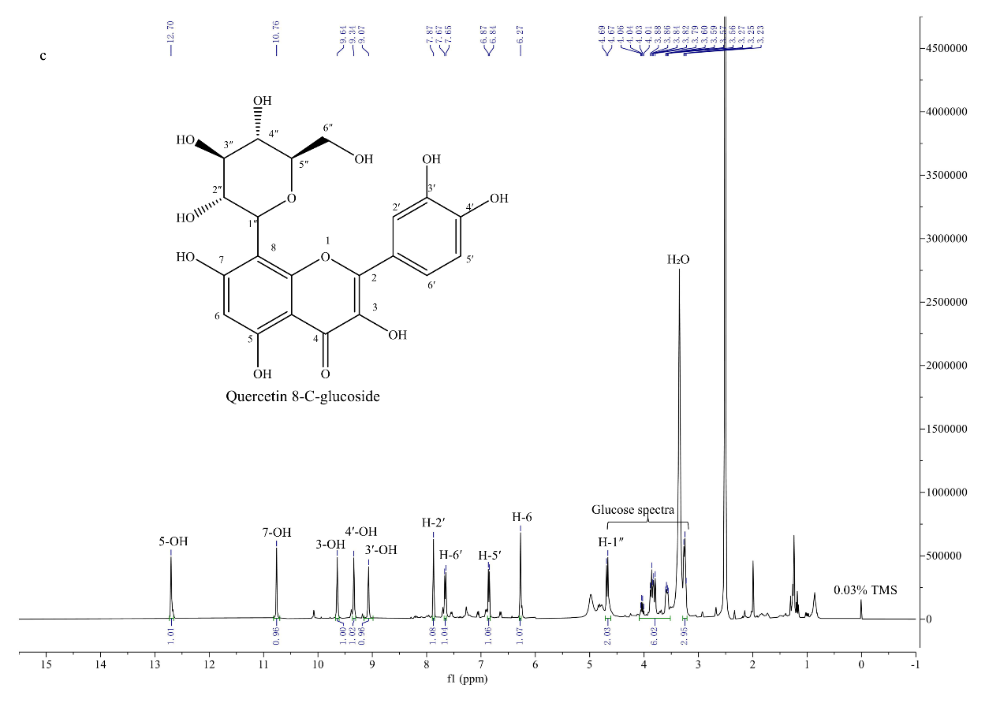 12.70 10.76 9.64 9.34 9.07 7.87 7.67 7.65 6.87 6.84 6.27 4.69 4.67 4.06 4.04 4.03 4.01 3.88 3.86 3.84 3.82 3.79 3.60 3.59 3.57 3.56 3.27 3.25 3.23
c
4500000
4000000
3500000
3000000
2500000
2000000
1500000
1000000
500000
0
OH
6″
HO 3″ 4″
OH
5″
2″ O
HO 1″
OH
3′
2′ 4′ OH
HO 7 8 O 1
5′
2
6′
6 3
5 4 OH
OH O
Quercetin 8-C-glucoside
H₂O
Glucose spectra
5-OH 7-OH 3-OH 4′-OH 3′-OH H-2′ H-6′ H-5′ H-6 H-1″
0.03% TMS
1.01 0.96 1.00 1.02 0.96 1.08 1.04 1.06 1.07 2.03 6.02 2.95
15 14 13 12 11 10 9 8 7 6 5 4 3 2 1 0 -1
f1 (ppm)